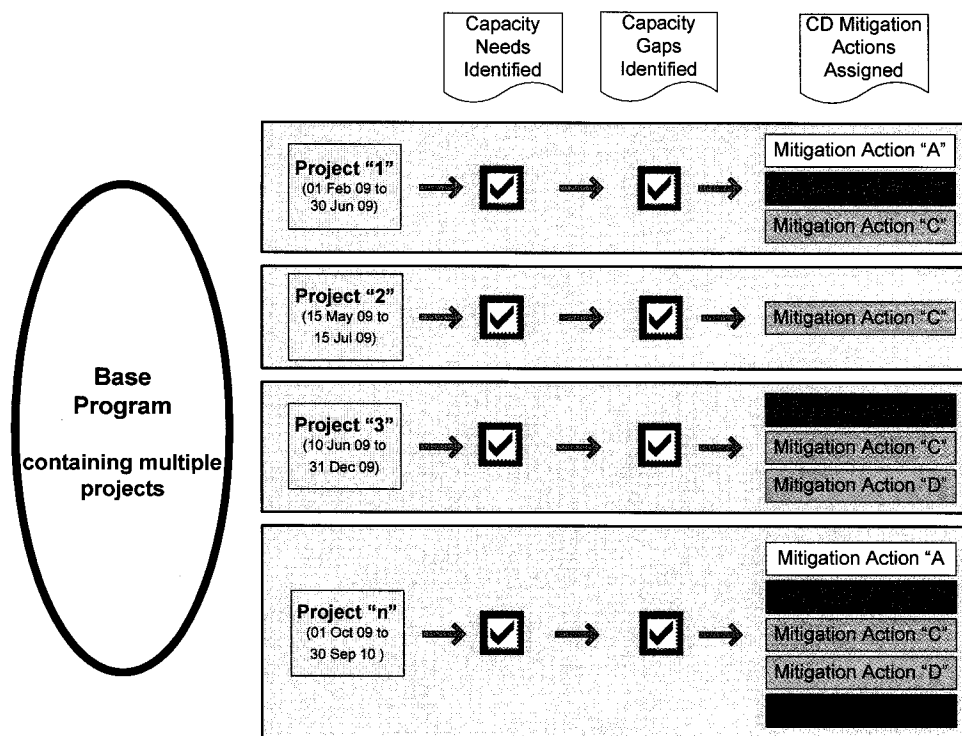 Capacity
Needs
Identified
Capacity
Gaps
Identified
CD Mitigation
Actions
Assigned
Base
Program
containing multiple
projects
Project "1"
(01 Feb 09 to
30 Jun 09)
Mitigation Action "A"
Mitigation Action "C"
Project "2"
(15 May 09 to
15 Jul 09)
Mitigation Action "C"
Project "3"
(10 Jun 09 to
31 Dec 09)
Mitigation Action "C"
Mitigation Action "D"
Project "n"
(01 Oct 09 to
30 Sep 10 )
Mitigation Action "A
Mitigation Action "C"
Mitigation Action "D"